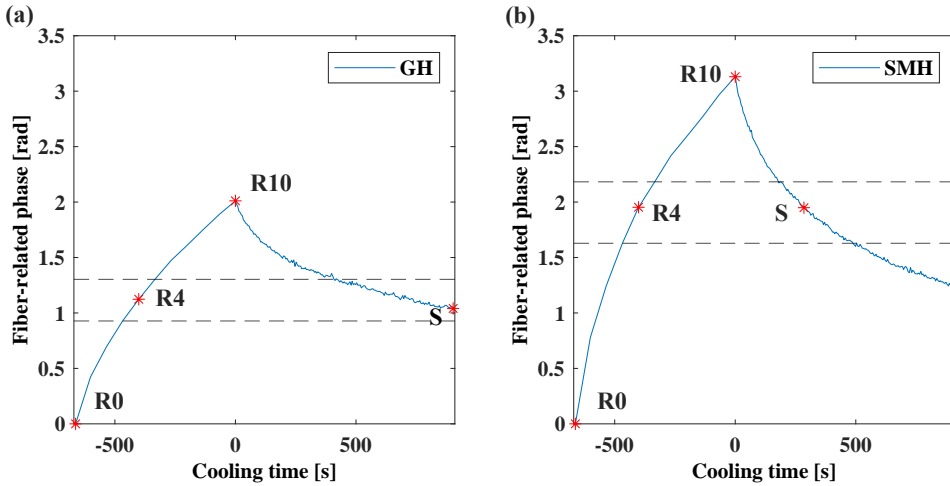 (a)
GH
Fiber-related phase [rad]
3.5
3
2.5
2
1.5
1
0.5
0
R10
R4
S
R0
-500
0
500
Cooling time [s]
(b)
SMH
Fiber-related phase [rad]
3.5
3
2.5
2
1.5
1
0.5
0
R10
R4
S
R0
-500
0
500
Cooling time [s]